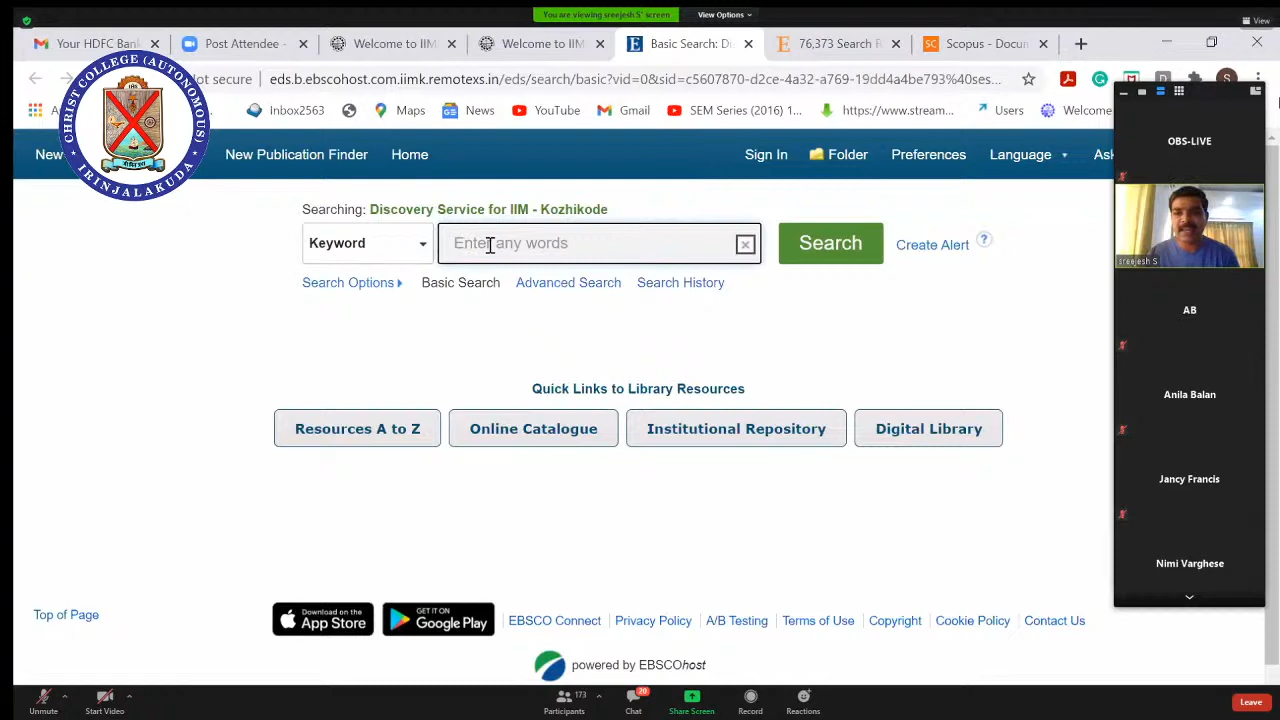 You are viewing sreejesh S' screen
View Options
View
Your HDFC Ban
Post Attendee -
Welcome to IIM
Welcome to IIM
Basic Search: Di
76,373 Search R
Scopus - Docum
ot secure
eds.b.ebscohost.com.iimk.remotexs.in/eds/search/basic?vid=0&sid=c5607870-d2ce-4a32-a769-19dd4a4be793%40ses...
S
Inbox2563
Maps
News
YouTube
Gmail
SEM Series (2016) 1...
https://www.stream...
Users
Welcome
CHRIST COLLEGE (AUTONOMOUS)
IRINJALAKUDA
New
New Publication Finder
Home
Sign In
Folder
Preferences
Language
Ask
Searching: Discovery Service for IIM - Kozhikode
Keyword
Enter any words
Search
Create Alert
?
Search Options
Basic Search
Advanced Search
Search History
Quick Links to Library Resources
Resources A to Z
Online Catalogue
Institutional Repository
Digital Library
OBS-LIVE
sreejesh S
AB
Anila Balan
Jancy Francis
Nimi Varghese
Top of Page
Download on the
App Store
GET IT ON
Google Play
EBSCO Connect
Privacy Policy
A/B Testing
Terms of Use
Copyright
Cookie Policy
Contact Us
powered by EBSCOhost
Unmute
Start Video
173
Participants
20
Chat
Share Screen
Record
Reactions
Leave